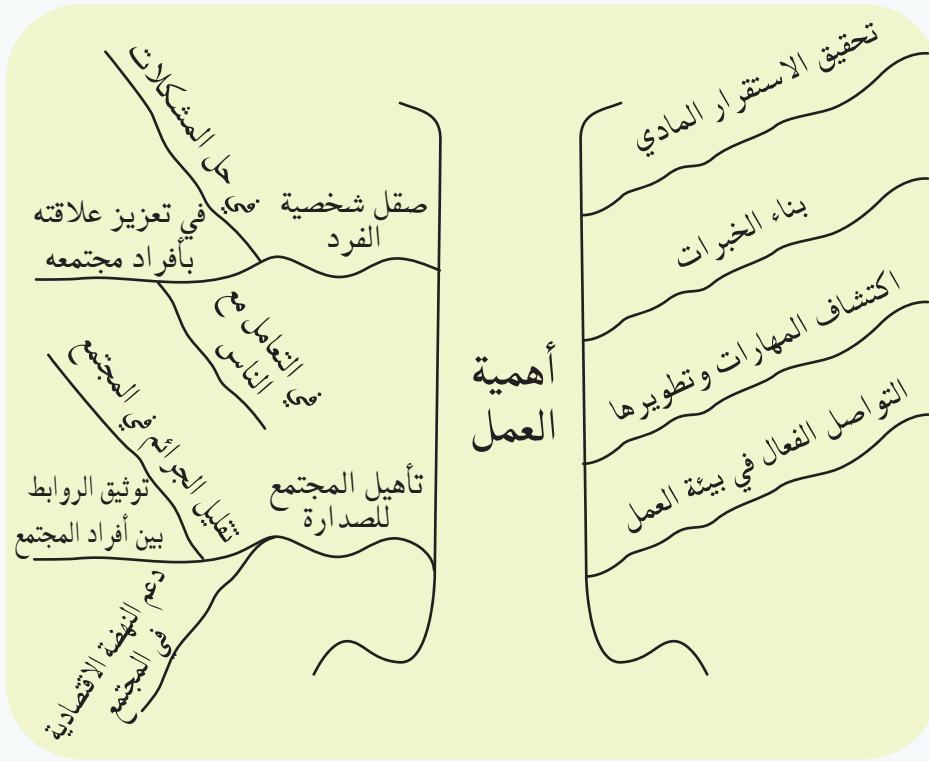 أهمية
العمل
تحقيق الاستقرار المادي
بناء الخبرات
اكتشاف المهارات وتطويرها
التواصل الفعال في بيئة العمل
صقل شخصية
الفرد
في حل المشكلات
في تعزيز علاقته
بأفراد مجتمعه
في التعامل مع
الناس
تأهيل المجتمع
للصدارة
تقليل الجرائم في المجتمع
توثيق الروابط
بين أفراد المجتمع
دعم النهضة الاقتصادية
في المجتمع